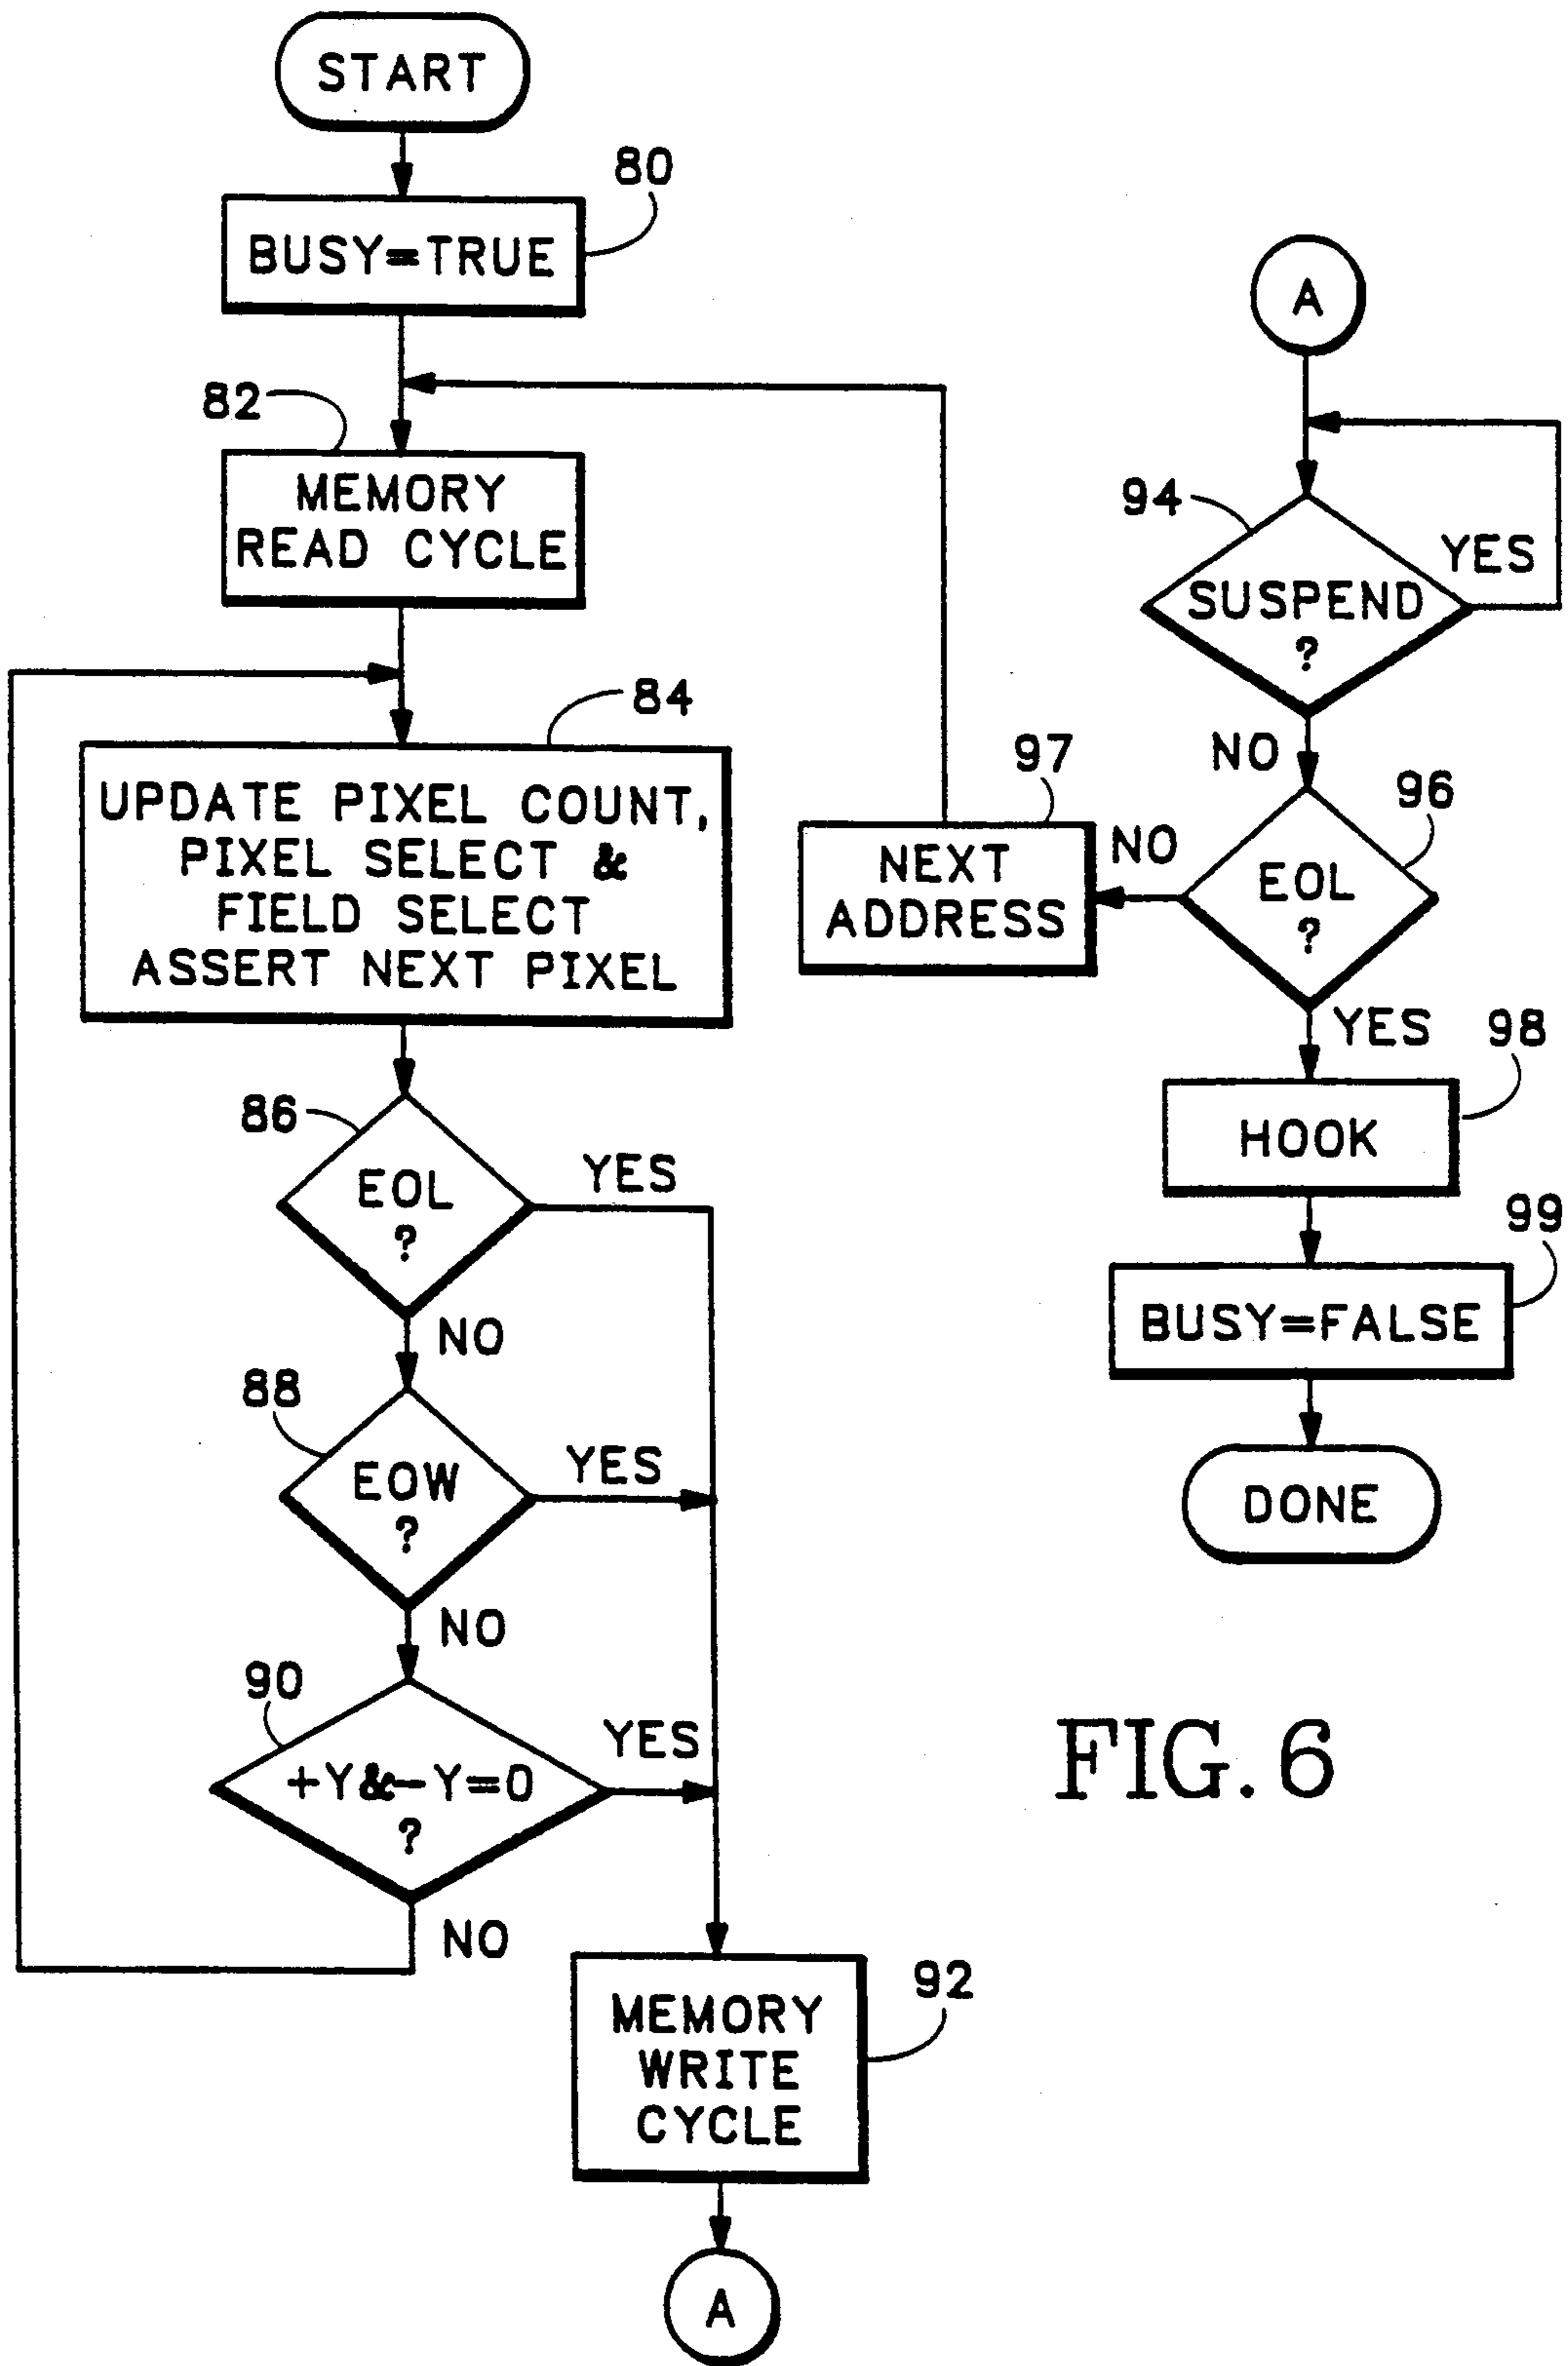 START
80
BUSY=TRUE
82
MEMORY
READ CYCLE
84
UPDATE PIXEL COUNT,
PIXEL SELECT &
FIELD SELECT
ASSERT NEXT PIXEL
86
EOL
?
YES
NO
88
EOW
?
YES
NO
90
+Y&-Y=0
?
YES
NO
92
MEMORY
WRITE
CYCLE
A
A
94
SUSPEND
?
YES
NO
96
EOL
?
NO
97
NEXT
ADDRESS
YES
98
HOOK
99
BUSY=FALSE
DONE
FIG. 6